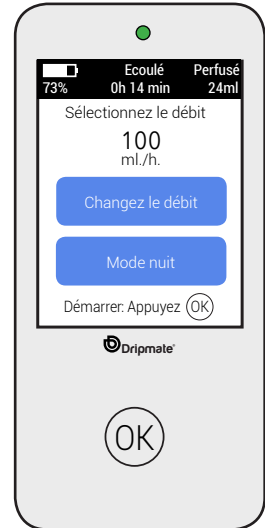 Ecoulé Perfusé
73% 0h 14 min 24ml
Sélectionnez le débit
100
ml./h.
Changez le débit
Mode nuit
Démarrer: Appuyez OK
Dripmate
OK